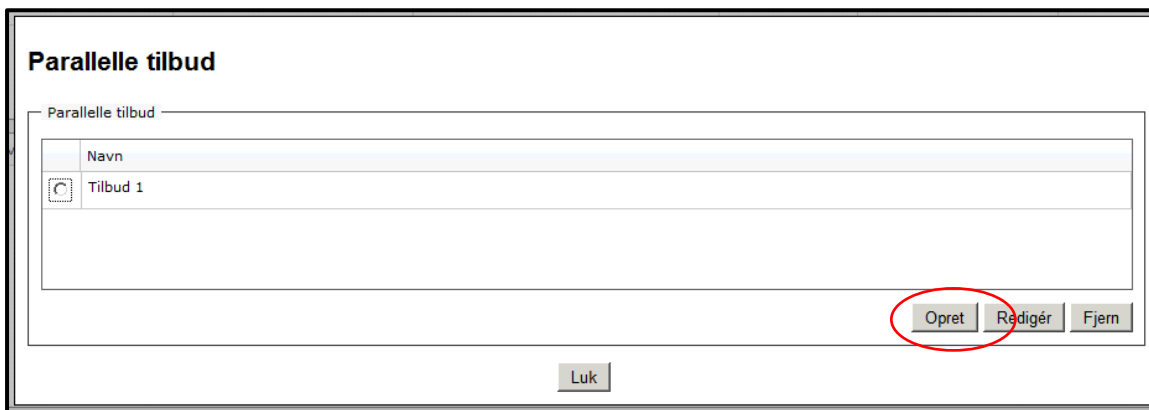 Parallelle tilbud
Parallelle tilbud
Navn
Tilbud 1
Opret Redigér Fjern
Luk